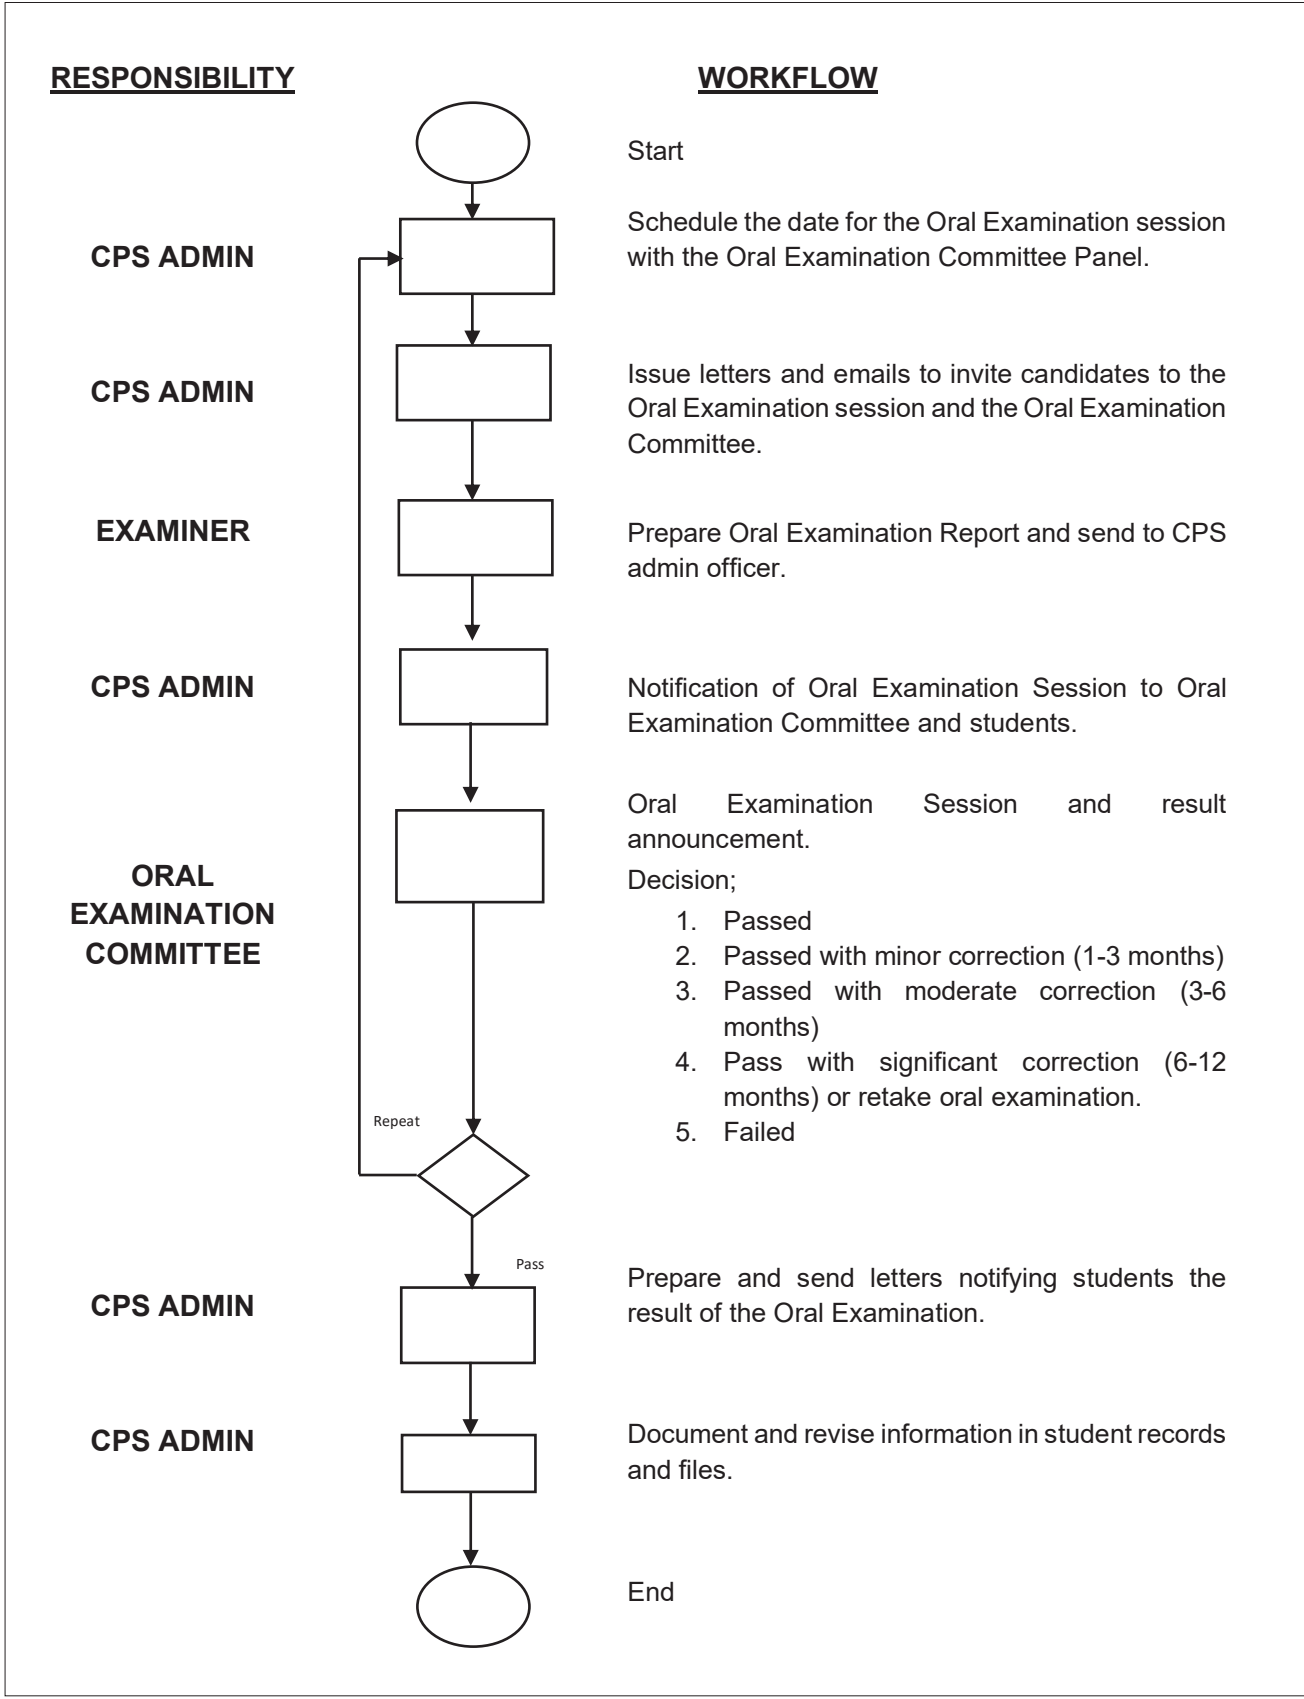 RESPONSIBILITY
WORKFLOW
Start
CPS ADMIN
Schedule the date for the Oral Examination session
with the Oral Examination Committee Panel.
CPS ADMIN
Issue letters and emails to invite candidates to the
Oral Examination session and the Oral Examination
Committee.
EXAMINER
Prepare Oral Examination Report and send to CPS
admin officer.
CPS ADMIN
Notification of Oral Examination Session to Oral
Examination Committee and students.
ORAL
EXAMINATION
COMMITTEE
Oral Examination Session and result
announcement.
Decision;
1. Passed
2. Passed with minor correction (1-3 months)
3. Passed with moderate correction (3-6
months)
4. Pass with significant correction (6-12
months) or retake oral examination.
5. Failed
Repeat
Pass
CPS ADMIN
Prepare and send letters notifying students the
result of the Oral Examination.
CPS ADMIN
Document and revise information in student records
and files.
End